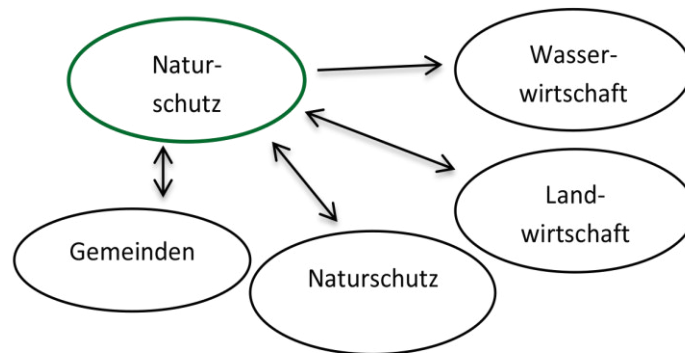 Natur-
schutz
Wasser-
wirtschaft
Land-
wirtschaft
Gemeinden
Naturschutz